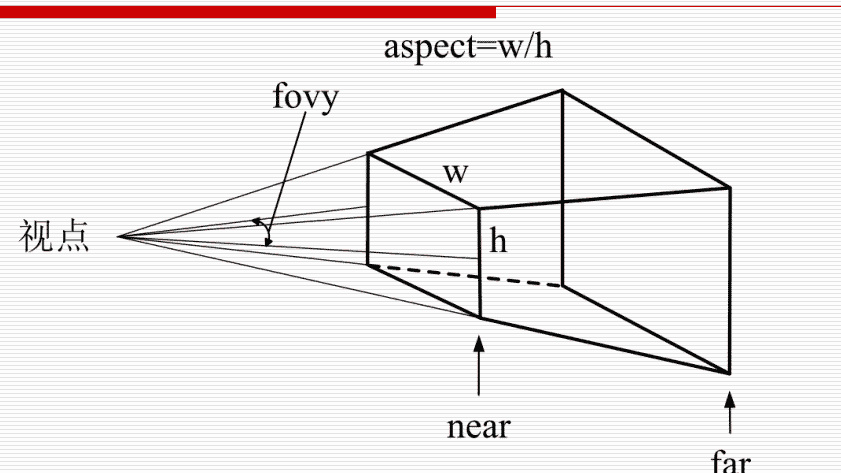 aspect=w/h
fovy
w
视点
h
near
far